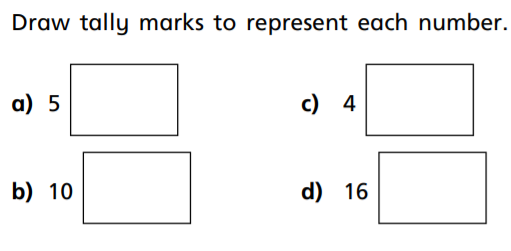 Draw tally marks to represent each number.
a) 5
c) 4
b) 10
d) 16